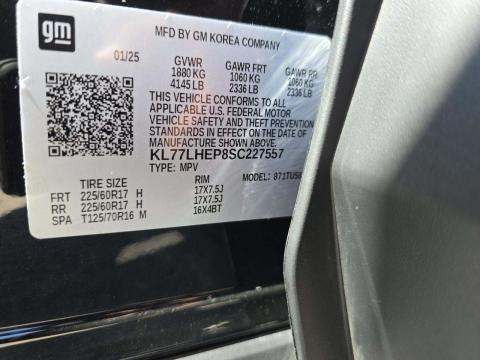 gm
MFD BY GM KOREA COMPANY
01/25
GVWR GAWR FRT GAWR RR
1880 KG 1060 KG 1060 KG
4145 LB 2336 LB 2336 LB
THIS VEHICLE CONFORMS TO ALL
APPLICABLE U.S. FEDERAL MOTOR
VEHICLE SAFETY AND THEFT PREVENTION
STANDARDS IN EFFECT ON THE DATE OF
MANUFACTURE SHOWN ABOVE.
KL77LHEP8SC227557
TYPE: MPV MODEL:
TIRE SIZE RIM
FRT 225/60R17 H 17X7.5J
RR 225/60R17 H 17X7.5J
SPA T125/70R16 M 16X4BT